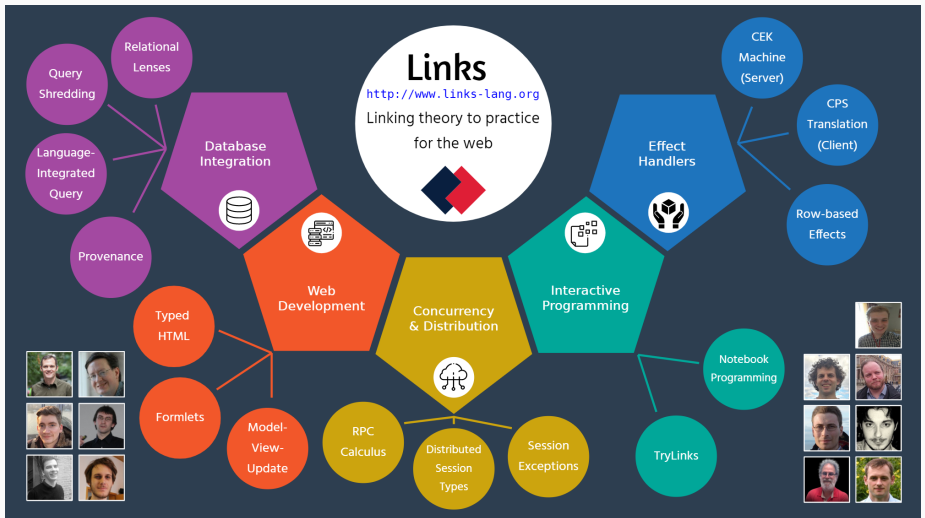 Links
http://www.links-lang.org
Linking theory to practice
for the web
Relational
Lenses
Query
Shredding
Language-
Integrated
Query
Provenance
Database
Integration
Web
Development
Typed
HTML
Formlets
Model-
View-
Update
Concurrency
& Distribution
RPC
Calculus
Distributed
Session
Types
Session
Exceptions
Interactive
Programming
Notebook
Programming
TryLinks
Effect
Handlers
CEK
Machine
(Server)
CPS
Translation
(Client)
Row-based
Effects